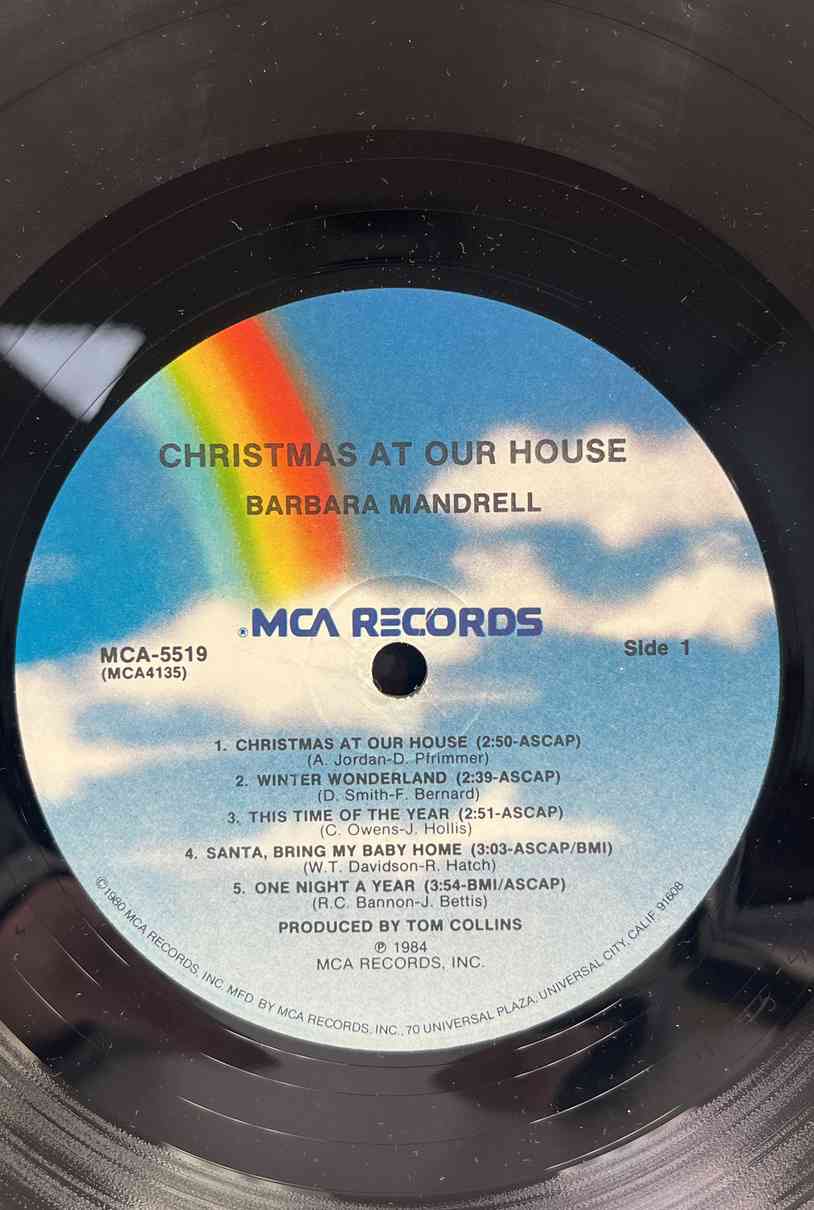 CHRISTMAS AT OUR HOUSE
BARBARA MANDRELL
®MCA RECORDS
MCA-5519
(MCA4135)
Side 1
1. CHRISTMAS AT OUR HOUSE (2:50-ASCAP)
(A. Jordan-D. Pfrimmer)
2. WINTER WONDERLAND (2:39-ASCAP)
(D. Smith-F. Bernard)
3. THIS TIME OF THE YEAR (2:51-ASCAP)
(C. Owens-J. Hollis)
4. SANTA, BRING MY BABY HOME (3:03-ASCAP/BMI)
(W.T. Davidson-R. Hatch)
5. ONE NIGHT A YEAR (3:54-BMI/ASCAP)
(R.C. Bannon-J. Bettis)
PRODUCED BY TOM COLLINS
℗ 1984
MCA RECORDS, INC.
©1980 MCA RECORDS, INC. MFD. BY MCA RECORDS, INC., 70 UNIVERSAL PLAZA, UNIVERSAL CITY, CALIF. 91608